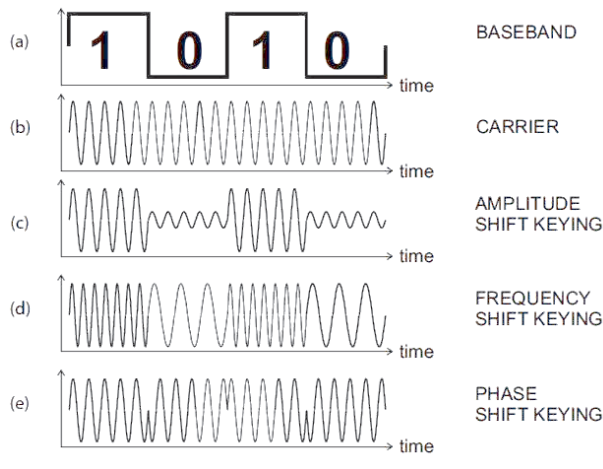 (a) 1 0 1 0 BASEBAND
time
(b) CARRIER
time
(c) AMPLITUDE
SHIFT KEYING
time
(d) FREQUENCY
SHIFT KEYING
time
(e) PHASE
SHIFT KEYING
time